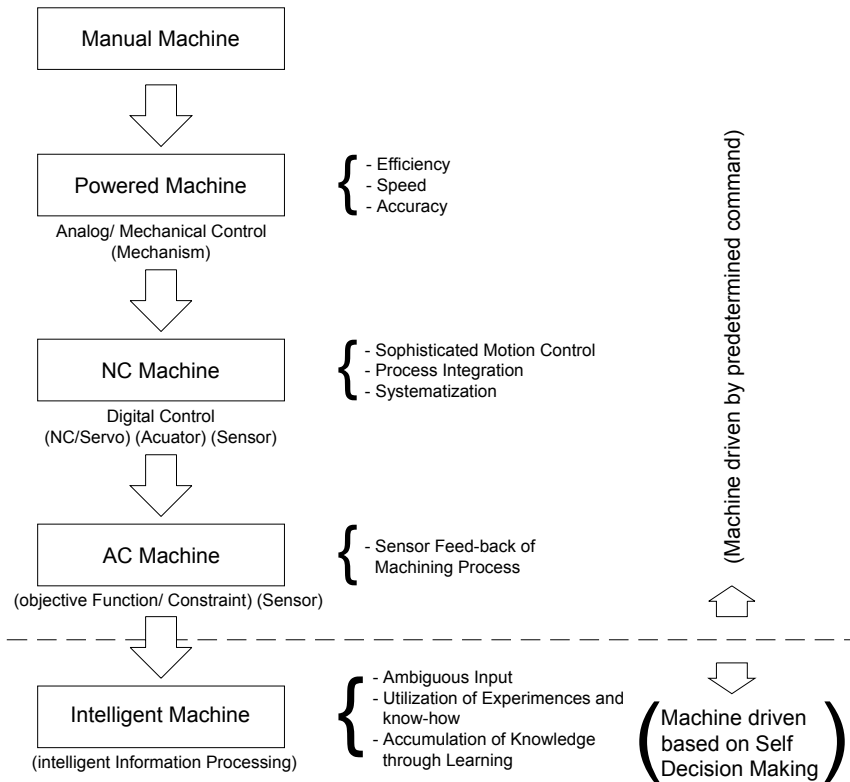 Manual Machine
Powered Machine
Analog/ Mechanical Control
(Mechanism)
{
- Efficiency
- Speed
- Accuracy
NC Machine
Digital Control
(NC/Servo) (Acuator) (Sensor)
{
- Sophisticated Motion Control
- Process Integration
- Systematization
AC Machine
(objective Function/ Constraint) (Sensor)
{
- Sensor Feed-back of
Machining Process
(Machine driven by predetermined command)
Intelligent Machine
(intelligent Information Processing)
{
- Ambiguous Input
- Utilization of Experimences and
know-how
- Accumulation of Knowledge
through Learning
(Machine driven
based on Self
Decision Making)